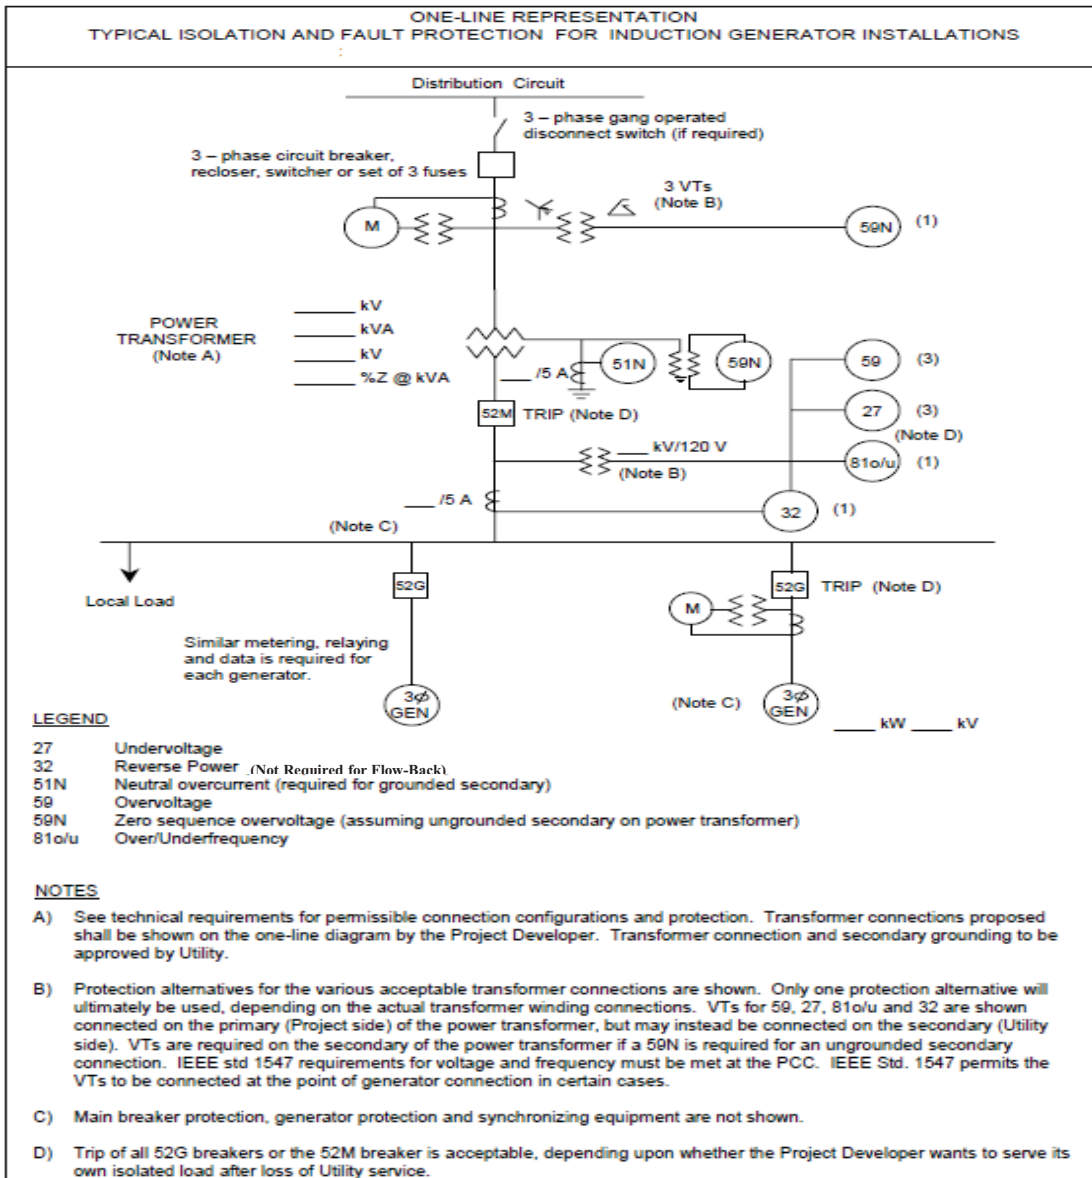 ONE-LINE REPRESENTATION
TYPICAL ISOLATION AND FAULT PROTECTION FOR INDUCTION GENERATOR INSTALLATIONS
:
Distribution Circuit
3 – phase gang operated
disconnect switch (if required)
3 – phase circuit breaker,
recloser, switcher or set of 3 fuses
3 VTs
(Note B)
M
59N
(1)
POWER
TRANSFORMER
(Note A)
____ kV
____ kVA
____ kV
____ %Z @ kVA
___ /5 A
51N
59N
59
(3)
27
(3)
(Note D)
81o/u
(1)
52M
TRIP (Note D)
___ kV/120 V
(Note B)
___ /5 A
32
(1)
(Note C)
Local Load
52G
52G
TRIP (Note D)
M
Similar metering, relaying
and data is required for
each generator.
3φ
GEN
(Note C)
3φ
GEN
____ kW ____ kV
LEGEND
27 Undervoltage
32 Reverse Power (Not Required for Flow-Back)
51N Neutral overcurrent (required for grounded secondary)
59 Overvoltage
59N Zero sequence overvoltage (assuming ungrounded secondary on power transformer)
81o/u Over/Underfrequency
NOTES
A) See technical requirements for permissible connection configurations and protection. Transformer connections proposed
shall be shown on the one-line diagram by the Project Developer. Transformer connection and secondary grounding to be
approved by Utility.
B) Protection alternatives for the various acceptable transformer connections are shown. Only one protection alternative will
ultimately be used, depending on the actual transformer winding connections. VTs for 59, 27, 81o/u and 32 are shown
connected on the primary (Project side) of the power transformer, but may instead be connected on the secondary (Utility
side). VTs are required on the secondary of the power transformer if a 59N is required for an ungrounded secondary
connection. IEEE std 1547 requirements for voltage and frequency must be met at the PCC. IEEE Std. 1547 permits the
VTs to be connected at the point of generator connection in certain cases.
C) Main breaker protection, generator protection and synchronizing equipment are not shown.
D) Trip of all 52G breakers or the 52M breaker is acceptable, depending upon whether the Project Developer wants to serve its
own isolated load after loss of Utility service.